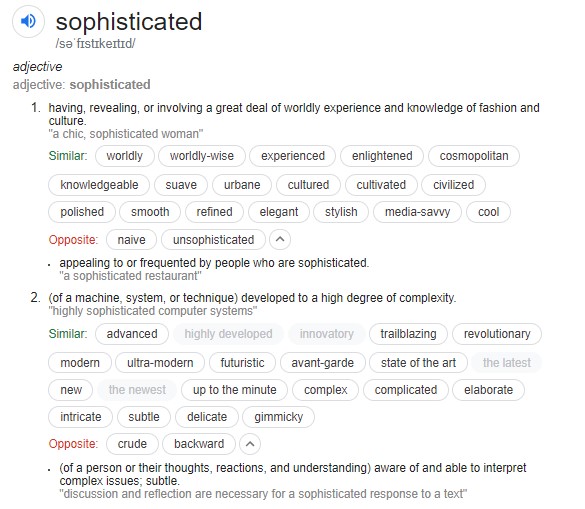 sophisticated
/səˈfɪstɪkeɪtɪd/
adjective
adjective: sophisticated
1. having, revealing, or involving a great deal of worldly experience and knowledge of fashion and
culture.
"a chic, sophisticated woman"
Similar: worldly worldly-wise experienced enlightened cosmopolitan
knowledgeable suave urbane cultured cultivated civilized
polished smooth refined elegant stylish media-savvy cool
Opposite: naive unsophisticated
• appealing to or frequented by people who are sophisticated.
"a sophisticated restaurant"
2. (of a machine, system, or technique) developed to a high degree of complexity.
"highly sophisticated computer systems"
Similar: advanced highly developed innovatory trailblazing revolutionary
modern ultra-modern futuristic avant-garde state of the art the latest
new the newest up to the minute complex complicated elaborate
intricate subtle delicate gimmicky
Opposite: crude backward
• (of a person or their thoughts, reactions, and understanding) aware of and able to interpret
complex issues; subtle.
"discussion and reflection are necessary for a sophisticated response to a text"